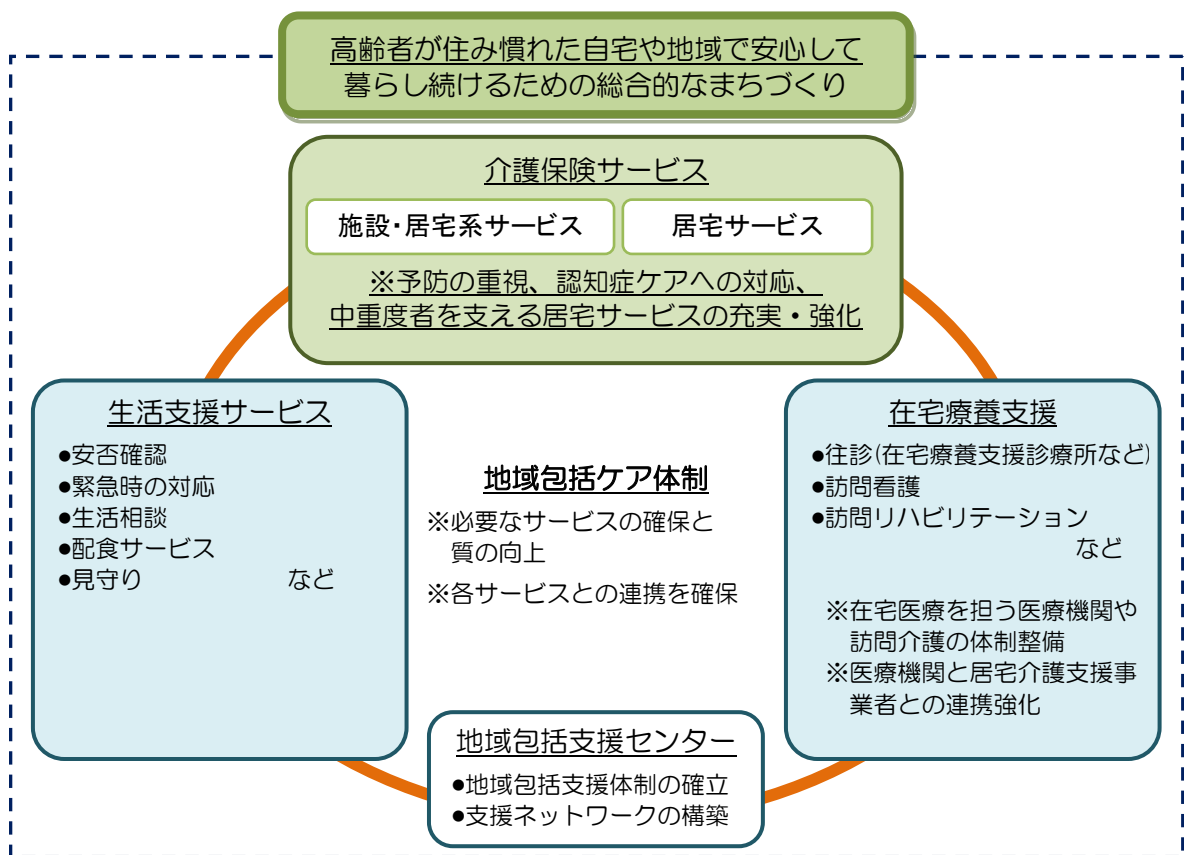 高齢者が住み慣れた自宅や地域で安心して
暮らし続けるための総合的なまちづくり
介護保険サービス
施設・居宅系サービス
居宅サービス
※予防の重視、認知症ケアへの対応、
中重度者を支える居宅サービスの充実・強化
生活支援サービス
●安否確認
●緊急時の対応
●生活相談
●配食サービス
●見守り など
地域包括ケア体制
※必要なサービスの確保と
質の向上
※各サービスとの連携を確保
在宅療養支援
●往診(在宅療養支援診療所など)
●訪問看護
●訪問リハビリテーション
など
※在宅医療を担う医療機関や
訪問介護の体制整備
※医療機関と居宅介護支援事
業者との連携強化
地域包括支援センター
●地域包括支援体制の確立
●支援ネットワークの構築